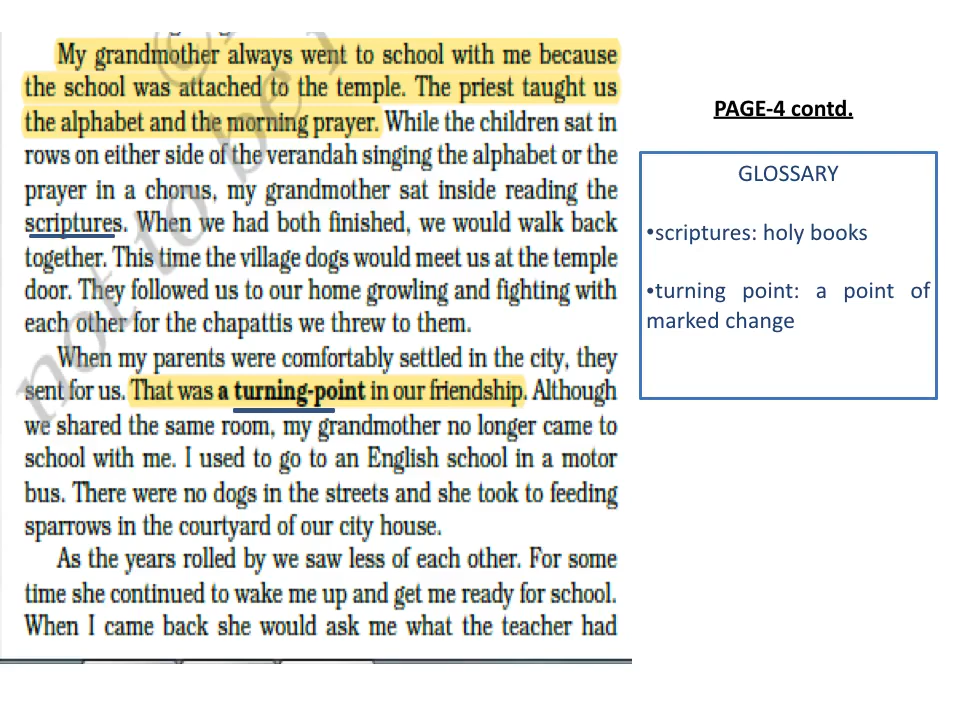 My grandmother always went to school with me because
the school was attached to the temple. The priest taught us
the alphabet and the morning prayer. While the children sat in
rows on either side of the verandah singing the alphabet or the
prayer in a chorus, my grandmother sat inside reading the
scriptures. When we had both finished, we would walk back
together. This time the village dogs would meet us at the temple
door. They followed us to our home growling and fighting with
each other for the chapattis we threw to them.
When my parents were comfortably settled in the city, they
sent for us. That was a turning-point in our friendship. Although
we shared the same room, my grandmother no longer came to
school with me. I used to go to an English school in a motor
bus. There were no dogs in the streets and she took to feeding
sparrows in the courtyard of our city house.
As the years rolled by we saw less of each other. For some
time she continued to wake me up and get me ready for school.
When I came back she would ask me what the teacher had
not to be
PAGE-4 contd.
GLOSSARY
•scriptures: holy books
•turning point: a point of
marked change